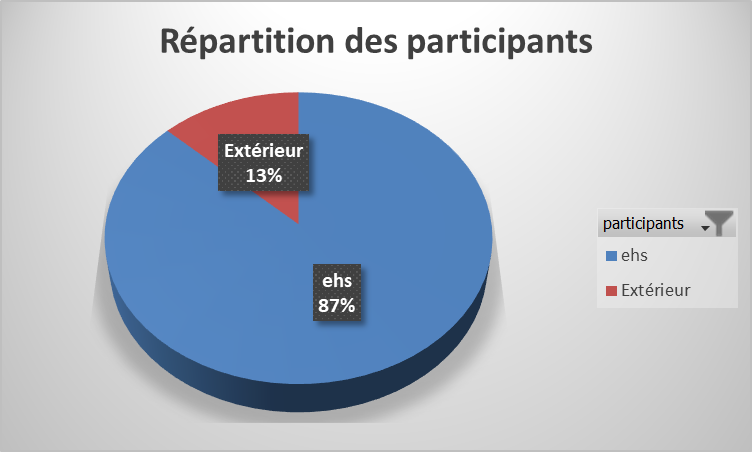 Répartition des participants
Extérieur
13%
ehs
87%
participants
ehs
Extérieur